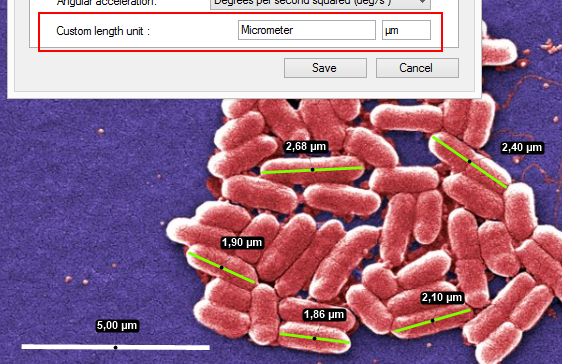 Angular acceleration: Degrees per second squared (deg/s²)
Custom length unit : Micrometer µm
Save Cancel
2,68 µm
2,40 µm
1,90 µm
1,86 µm
2,10 µm
5,00 µm